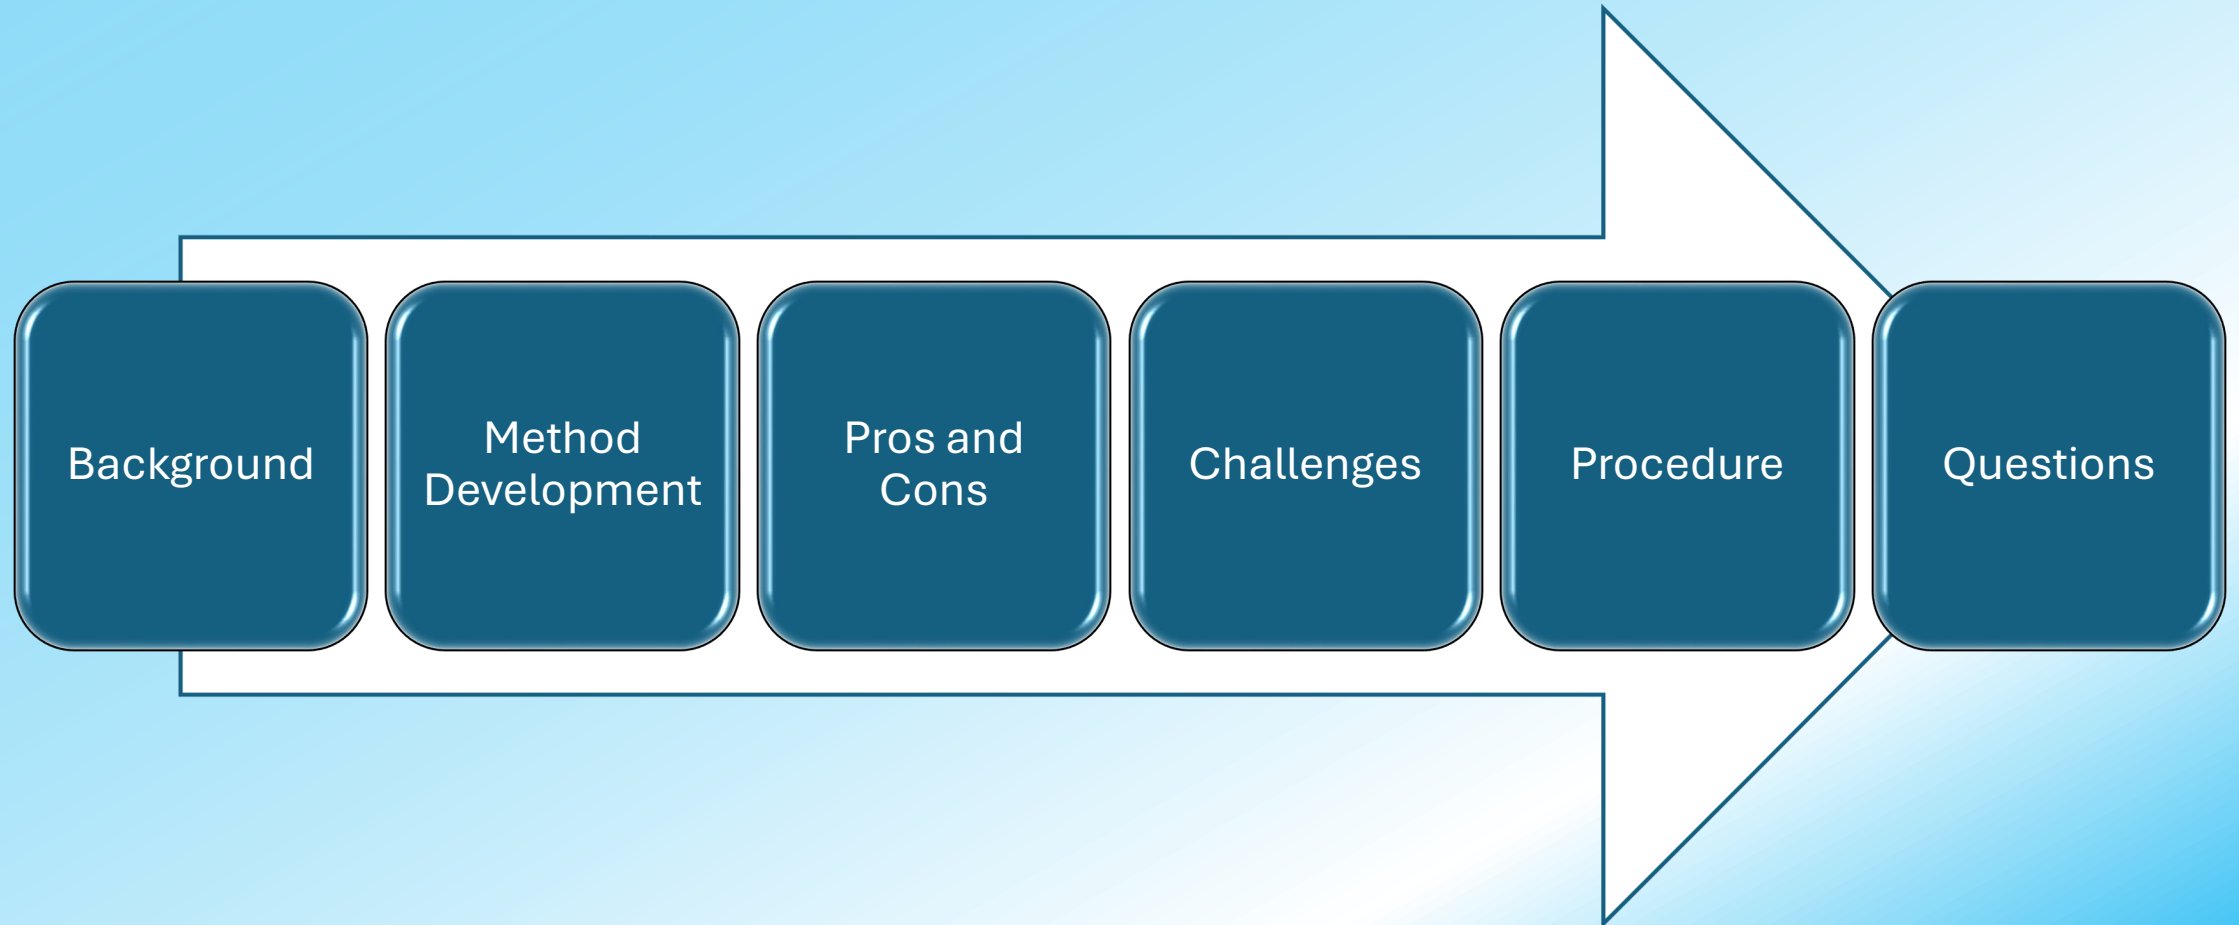 Background
Method
Development
Pros and
Cons
Challenges
Procedure
Questions